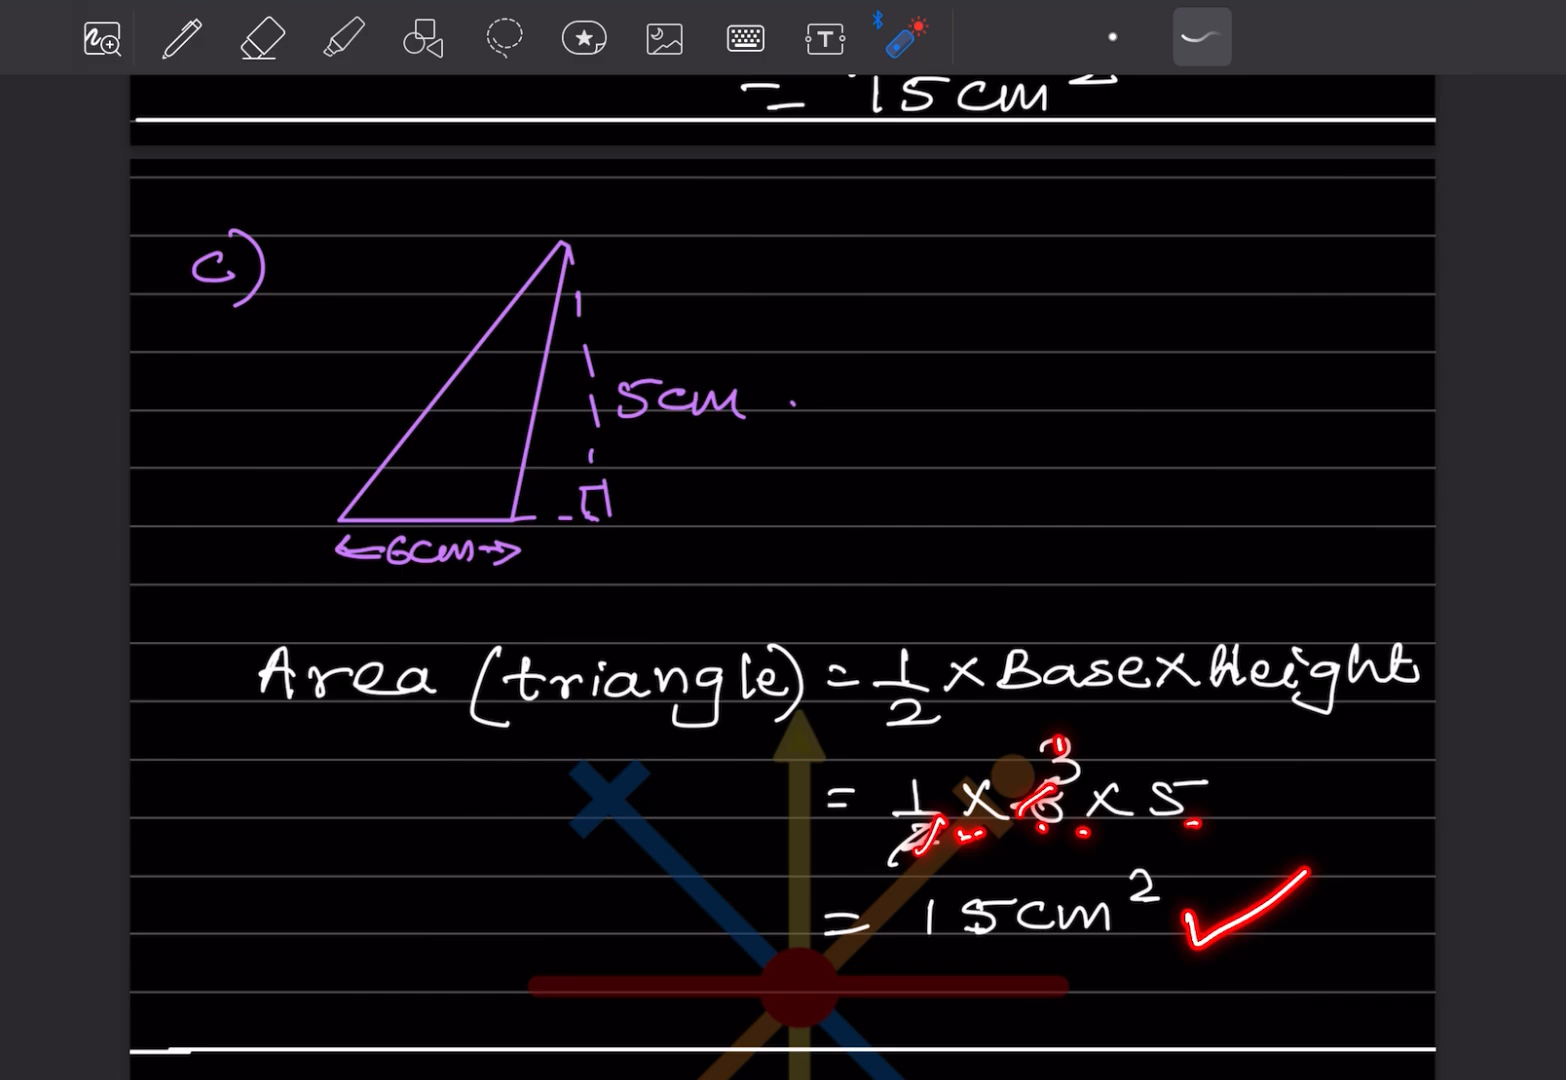 = 15cm²
c)
5cm
6cm
Area (triangle) = 1/2 × Base × Height
= 1/2 × 6 3 × 5
= 15cm²